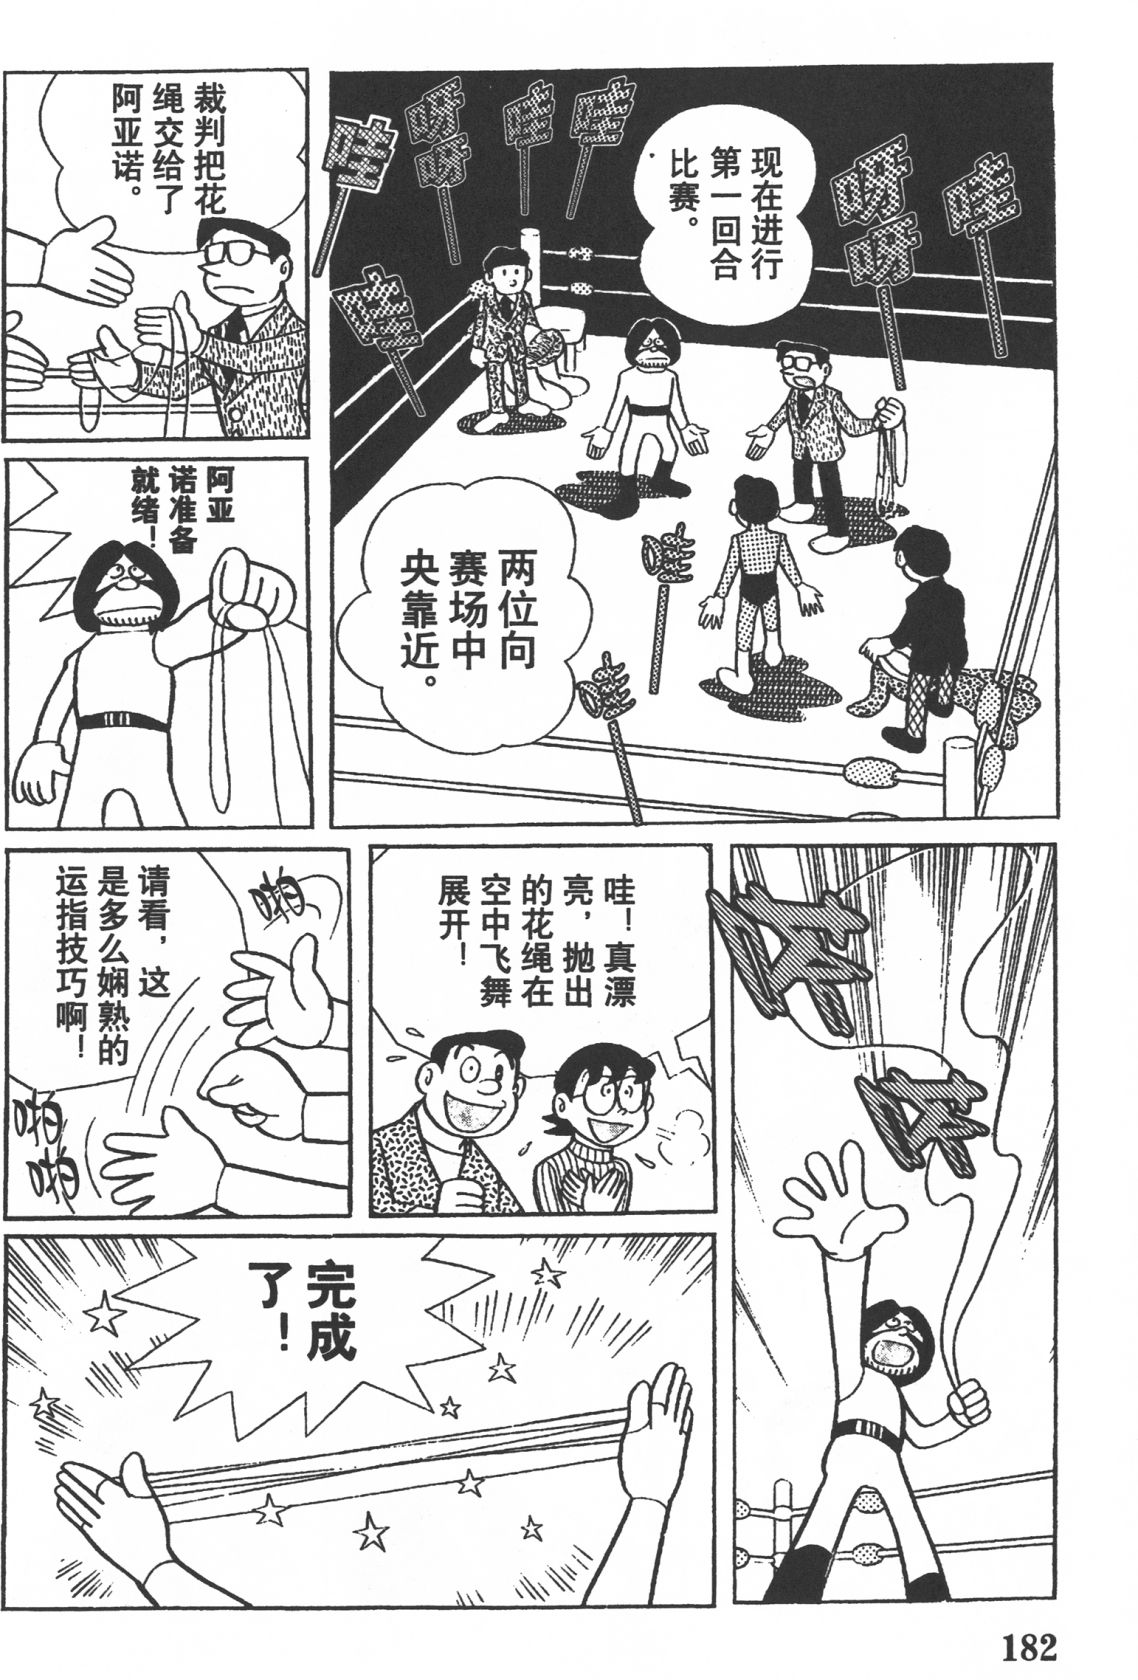 现在进行
第一回合
比赛。
哇
呀
呀
哇
哇
呀
呀
哇
哇
两位向
赛场中
央靠近。
哇
哇
裁判把花
绳交给了
阿亚诺。
阿亚
诺准备
就绪！
哇！真漂
亮，抛出
的花绳在
空中飞舞
展开！
请看，这
是多么娴熟的
运指技巧啊！
啪
啪
啪
完成
了！
182